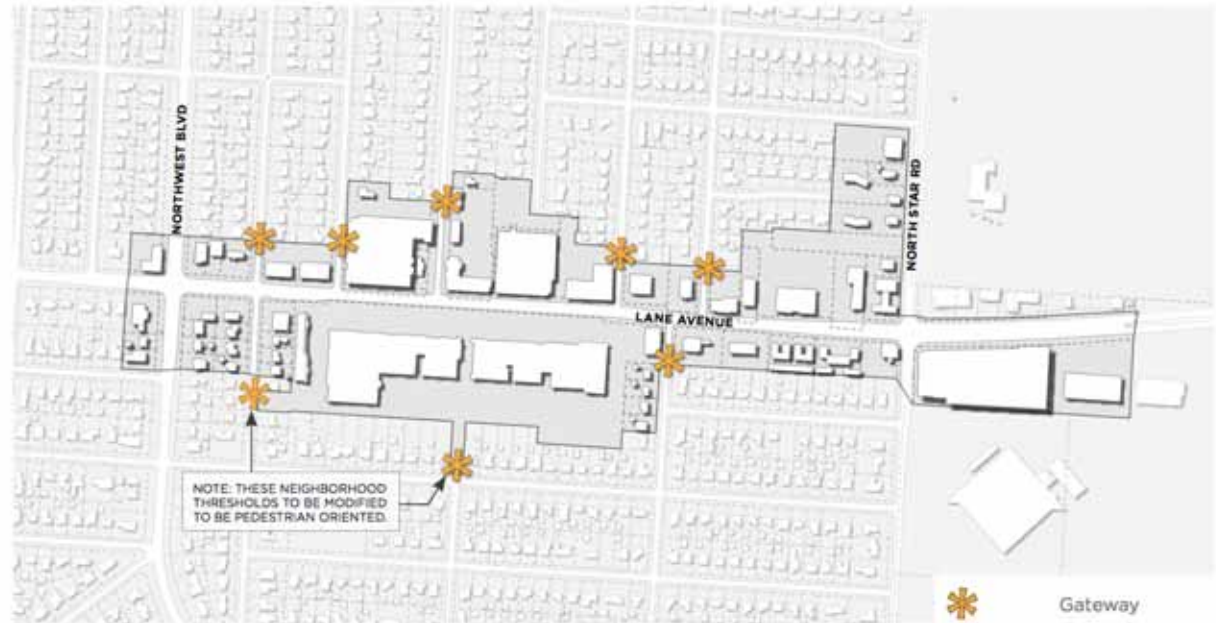 NORTHWEST BLVD
NORTH STAR RD
LANE AVENUE
NOTE: THESE NEIGHBORHOOD
THRESHOLDS TO BE MODIFIED
TO BE PEDESTRIAN ORIENTED.
Gateway